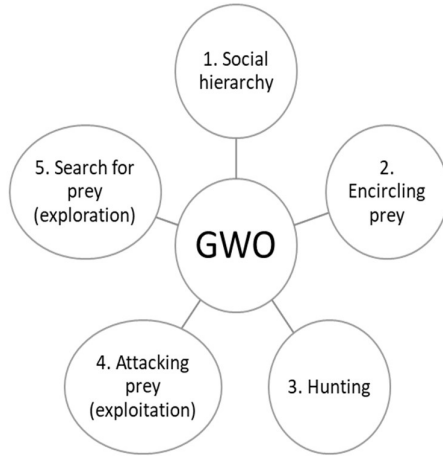 1. Social
hierarchy
2.
Encircling
prey
3. Hunting
4. Attacking
prey
(exploitation)
5. Search for
prey
(exploration)
GWO